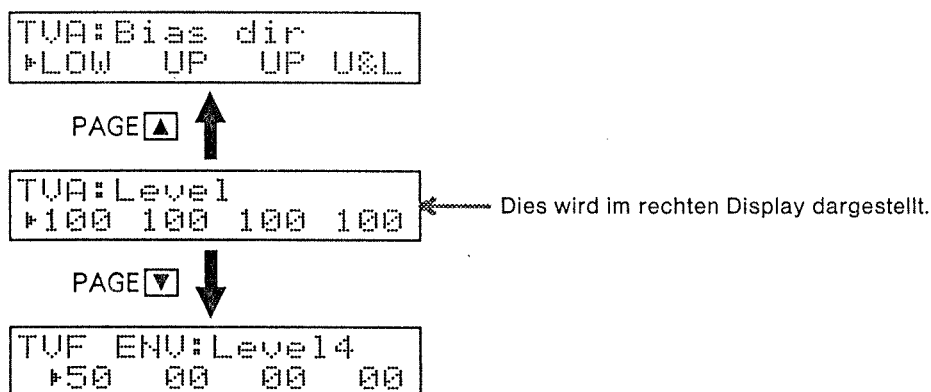 TVA:Bias dir
▸LOW UP UP U&L
PAGE ▲
TVA:Level
▸100 100 100 100
Dies wird im rechten Display dargestellt.
PAGE ▼
TVF ENV:Level4
▸50 00 00 00